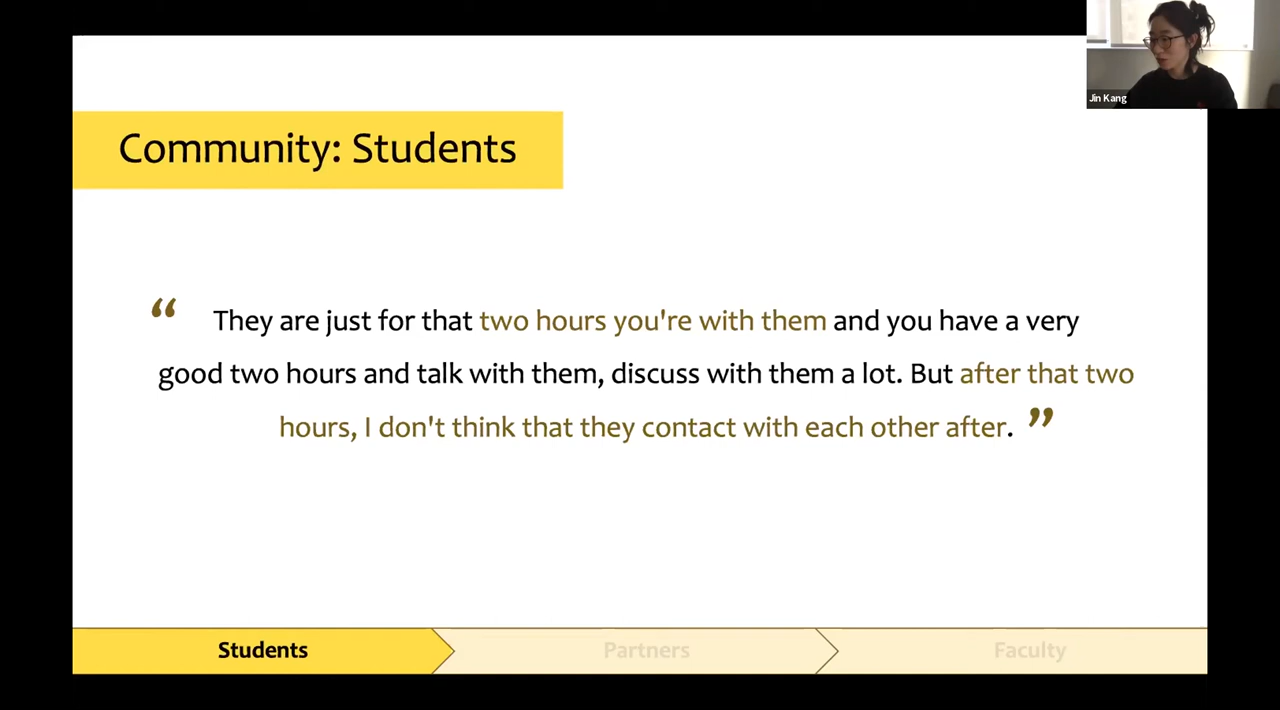 Jin Kang
Community: Students
“ They are just for that two hours you're with them and you have a very
good two hours and talk with them, discuss with them a lot. But after that two
hours, I don't think that they contact with each other after. ”
Students
Partners
Faculty